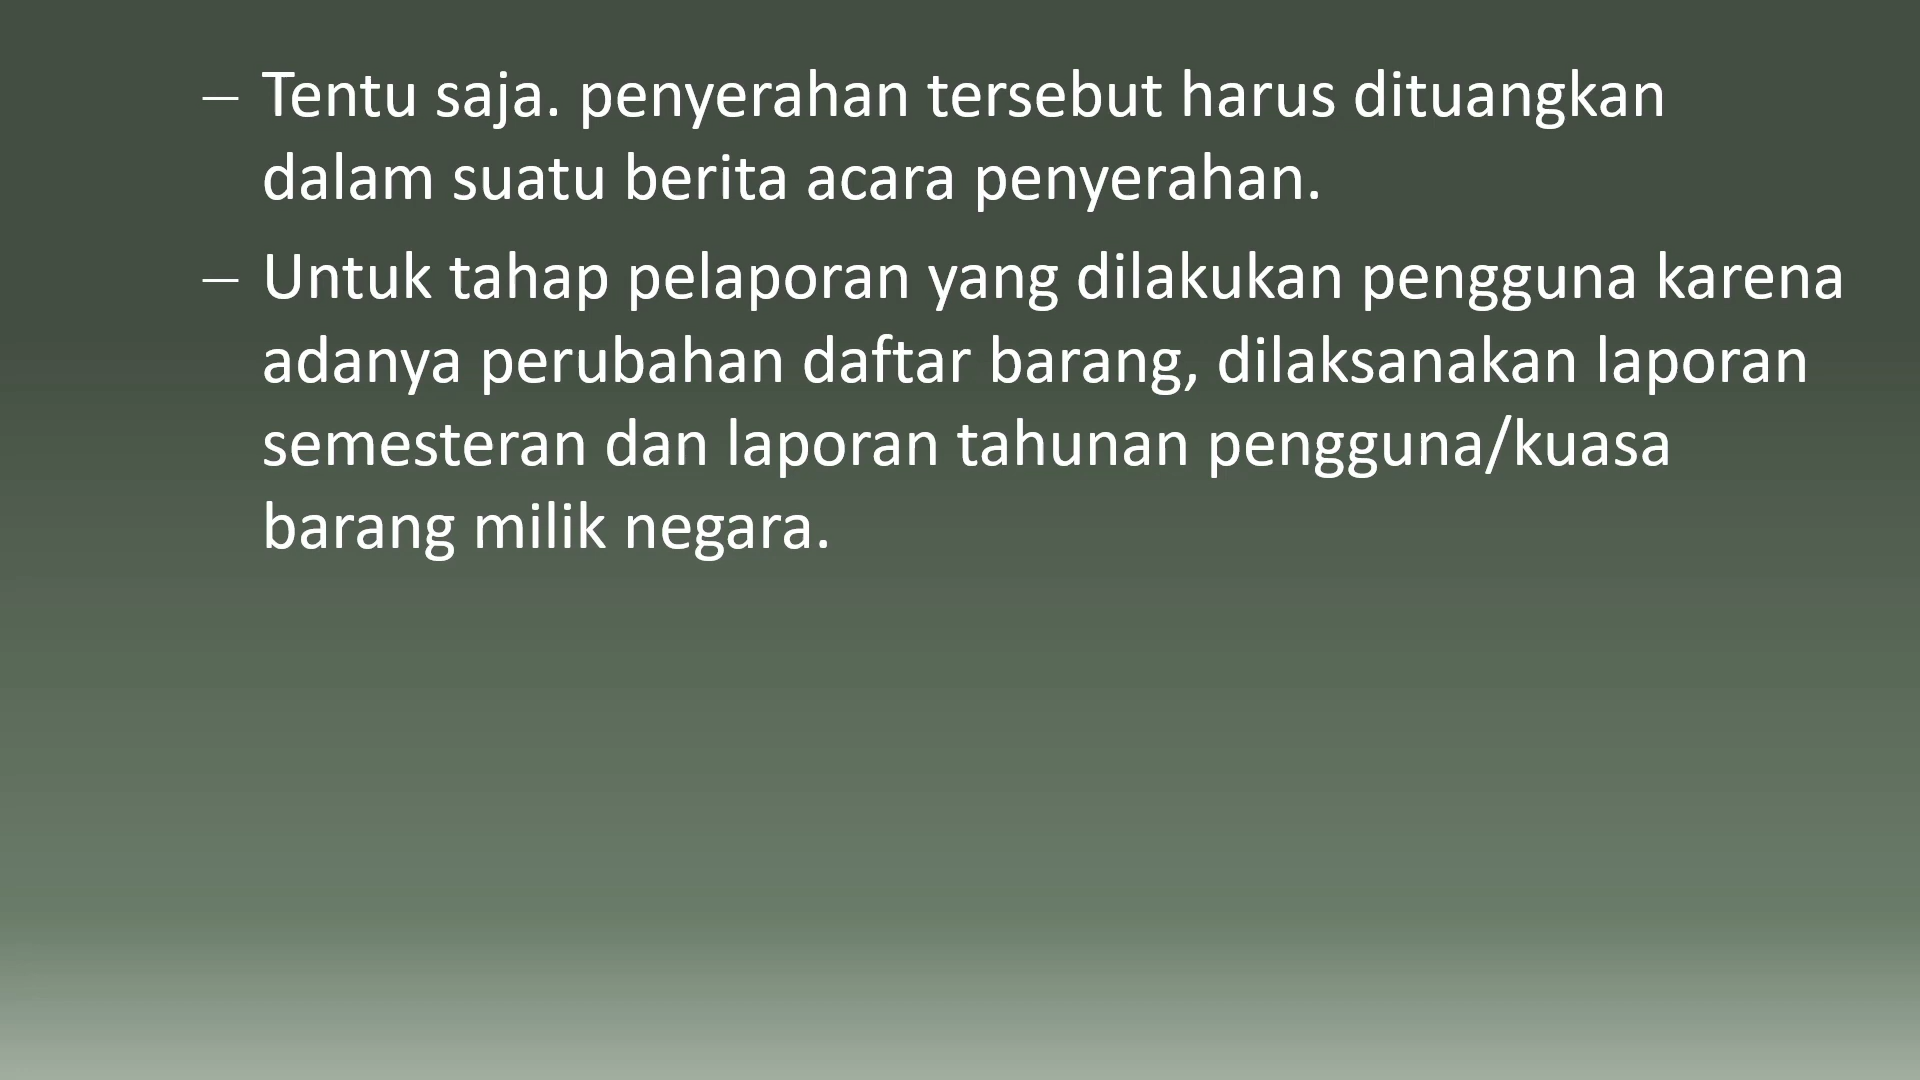 – Tentu saja. penyerahan tersebut harus dituangkan
dalam suatu berita acara penyerahan.
– Untuk tahap pelaporan yang dilakukan pengguna karena
adanya perubahan daftar barang, dilaksanakan laporan
semesteran dan laporan tahunan pengguna/kuasa
barang milik negara.